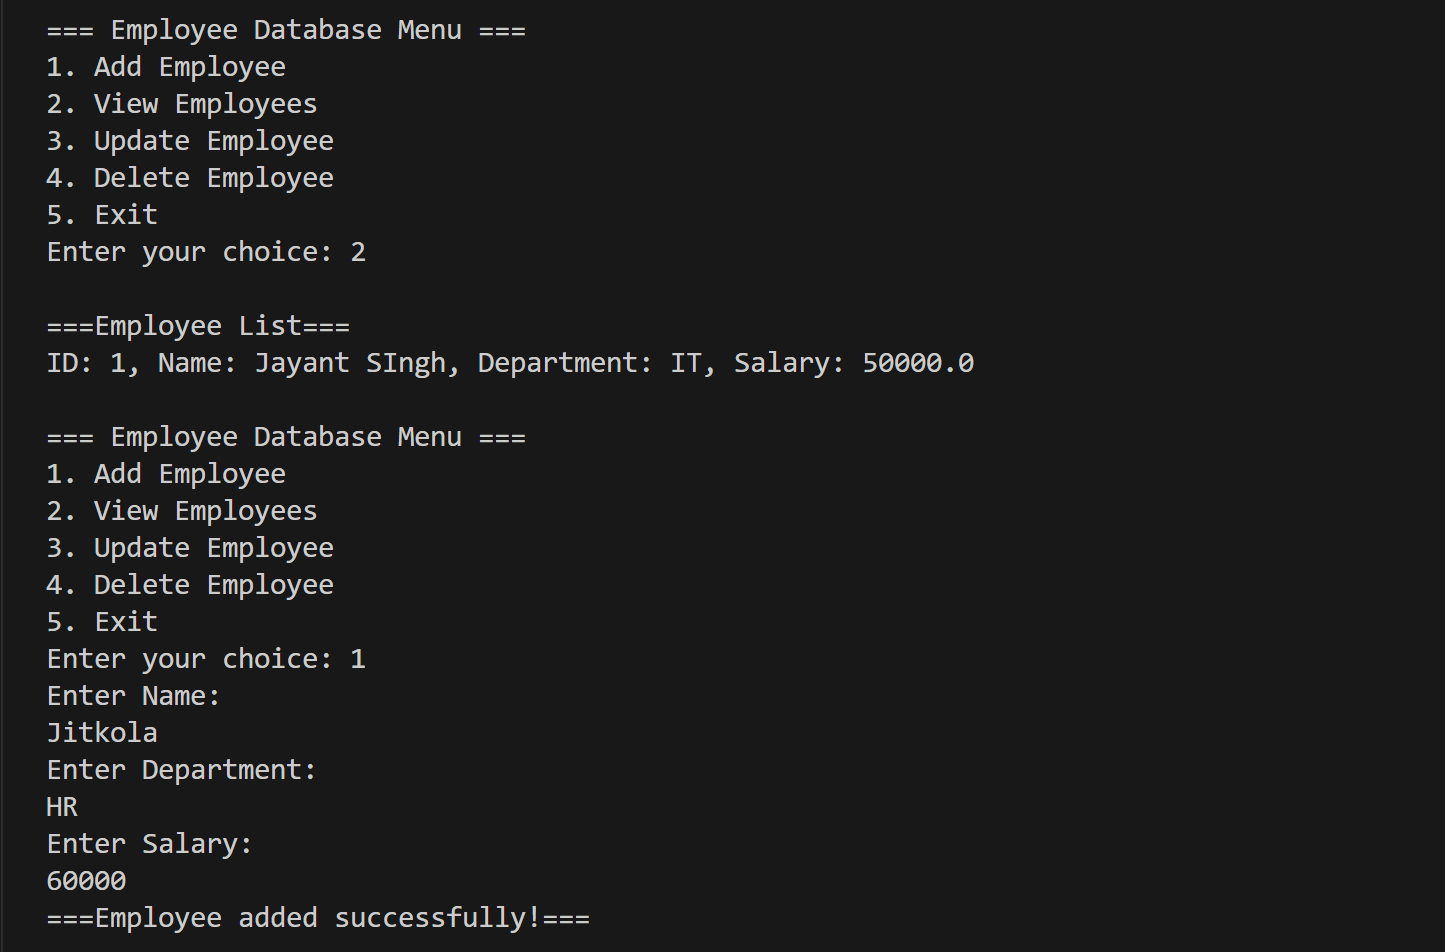 === Employee Database Menu ===
1. Add Employee
2. View Employees
3. Update Employee
4. Delete Employee
5. Exit
Enter your choice: 2
===Employee List===
ID: 1, Name: Jayant SIngh, Department: IT, Salary: 50000.0
=== Employee Database Menu ===
1. Add Employee
2. View Employees
3. Update Employee
4. Delete Employee
5. Exit
Enter your choice: 1
Enter Name:
Jitkola
Enter Department:
HR
Enter Salary:
60000
===Employee added successfully!===